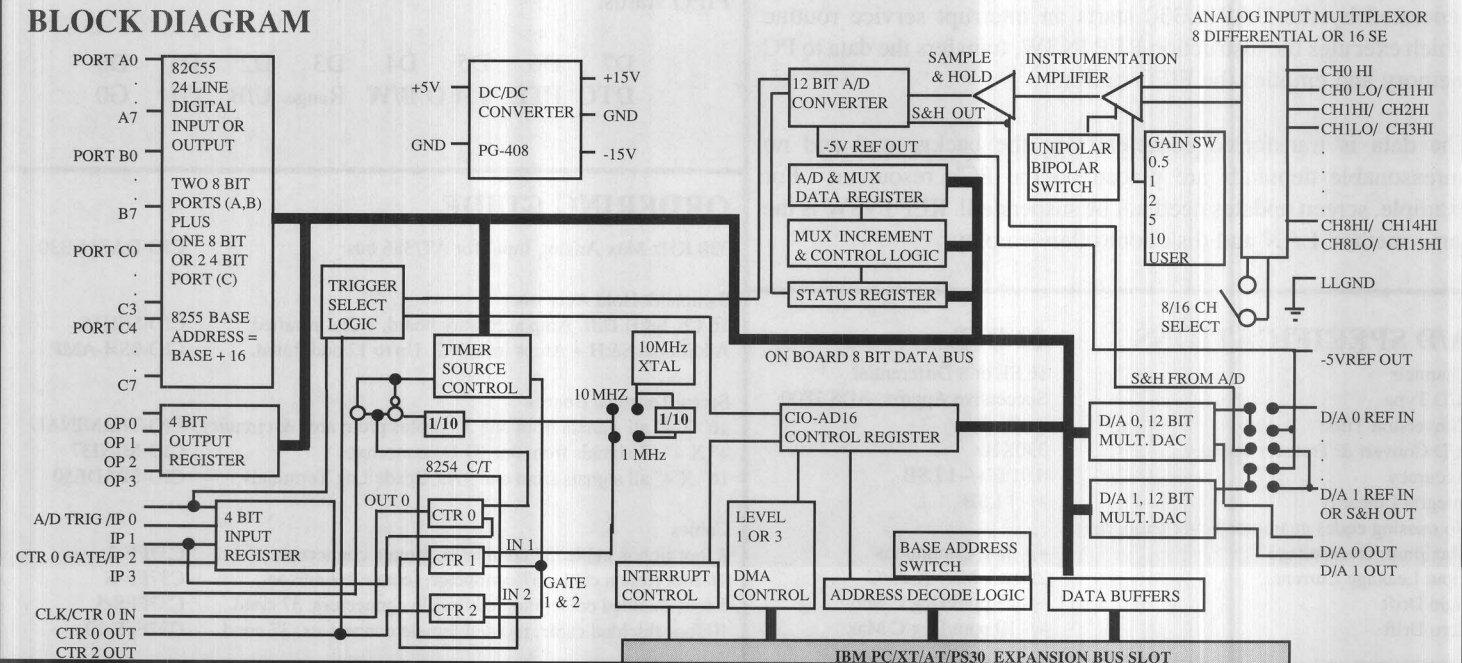 BLOCK DIAGRAM
PORT A0
.
.
A7
PORT B0
.
.
B7
PORT C0
.
C3
PORT C4
.
C7
82C55
24 LINE
DIGITAL
INPUT OR
OUTPUT
TWO 8 BIT
PORTS (A,B)
PLUS
ONE 8 BIT
OR 2 4 BIT
PORT (C)
8255 BASE
ADDRESS =
BASE + 16
+5V
GND
DC/DC
CONVERTER
PG-408
+15V
GND
-15V
OP 0
OP 1
OP 2
OP 3
4 BIT
OUTPUT
REGISTER
A/D TRIG /IP 0
IP 1
CTR 0 GATE/IP 2
IP 3
4 BIT
INPUT
REGISTER
CLK/CTR 0 IN
CTR 0 OUT
CTR 2 OUT
TRIGGER
SELECT
LOGIC
TIMER
SOURCE
CONTROL
1/10
8254 C/T
OUT 0
CTR 0
CTR 1
CTR 2
IN 1
GATE
1 & 2
IN 2
10MHz
XTAL
10 MHZ
1/10
1 MHz
INTERRUPT
CONTROL
LEVEL
1 OR 3
DMA
CONTROL
12 BIT A/D
CONVERTER
S&H OUT
-5V REF OUT
SAMPLE
& HOLD
INSTRUMENTATION
AMPLIFIER
A/D & MUX
DATA REGISTER
MUX INCREMENT
& CONTROL LOGIC
STATUS REGISTER
UNIPOLAR
BIPOLAR
SWITCH
GAIN SW
0.5
1
2
5
10
USER
ANALOG INPUT MULTIPLEXOR
8 DIFFERENTIAL OR 16 SE
CH0 HI
CH0 LO/ CH1HI
CH1HI/ CH2HI
CH1LO/ CH3HI
.
.
.
CH8HI/ CH14HI
CH8LO/ CH15HI
LLGND
8/16 CH
SELECT
-5VREF OUT
ON BOARD 8 BIT DATA BUS
CIO-AD16
CONTROL REGISTER
S&H FROM A/D
D/A 0, 12 BIT
MULT. DAC
D/A 1, 12 BIT
MULT. DAC
D/A 0 REF IN
.
.
D/A 1 REF IN
OR S&H OUT
D/A 0 OUT
D/A 1 OUT
BASE ADDRESS
SWITCH
ADDRESS DECODE LOGIC
DATA BUFFERS
IBM PC/XT/AT/PS30 EXPANSION BUS SLOT